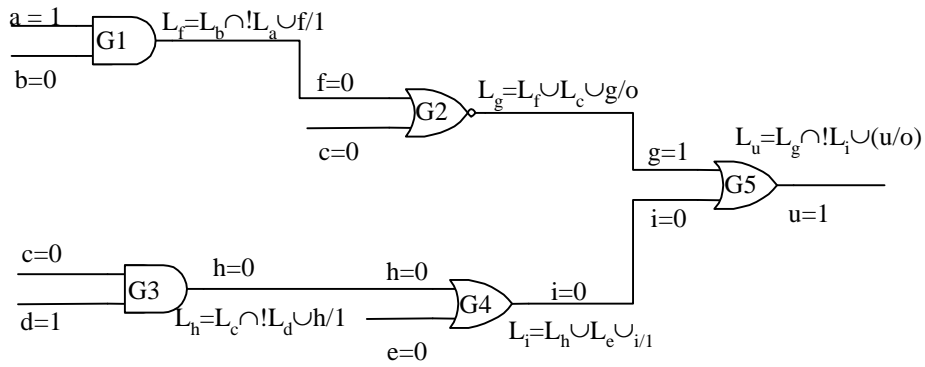 a = 1
L_f=L_b∩!L_a∪f/1
G1
b=0
f=0
L_g=L_f∪L_c∪g/o
G2
c=0
L_u=L_g∩!L_i∪(u/o)
g=1
G5
i=0
u=1
c=0
h=0
h=0
G3
G4
i=0
d=1
L_h=L_c∩!L_d∪h/1
L_i=L_h∪L_e∪_i/1
e=0